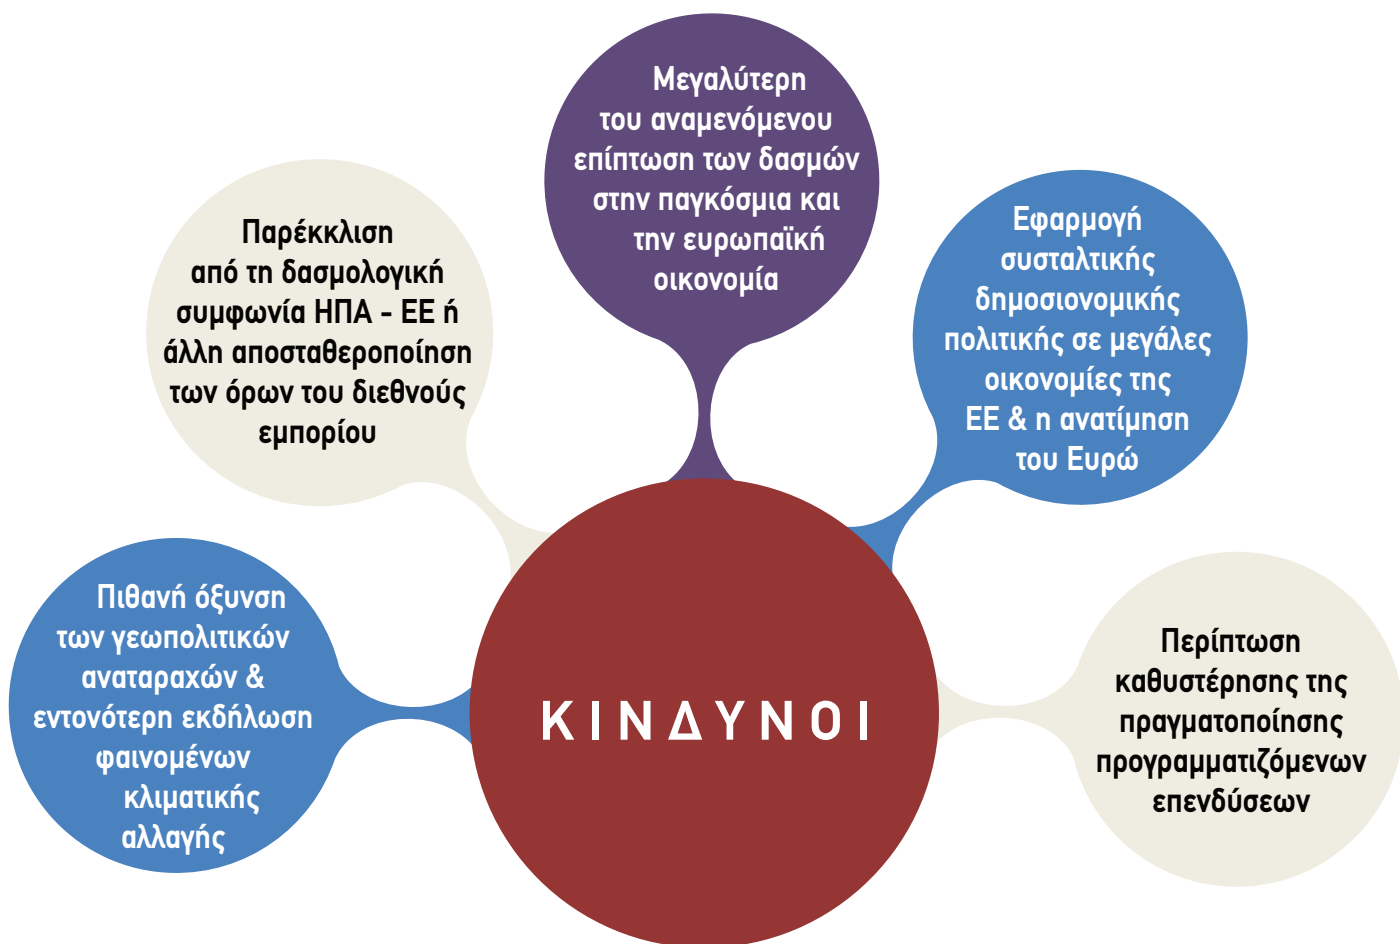 Μεγαλύτερη
του αναμενόμενου
επίπτωση των δασμών
στην παγκόσμια και
την ευρωπαϊκή
οικονομία
Παρέκκλιση
από τη δασμολογική
συμφωνία ΗΠΑ - ΕΕ ή
άλλη αποσταθεροποίηση
των όρων του διεθνούς
εμπορίου
Εφαρμογή
συσταλτικής
δημοσιονομικής
πολιτικής σε μεγάλες
οικονομίες της
ΕΕ & η ανατίμηση
του Ευρώ
Πιθανή όξυνση
των γεωπολιτικών
αναταραχών &
εντονότερη εκδήλωση
φαινομένων
κλιματικής
αλλαγής
ΚΙΝΔΥΝΟΙ
Περίπτωση
καθυστέρησης της
πραγματοποίησης
προγραμματιζόμενων
επενδύσεων